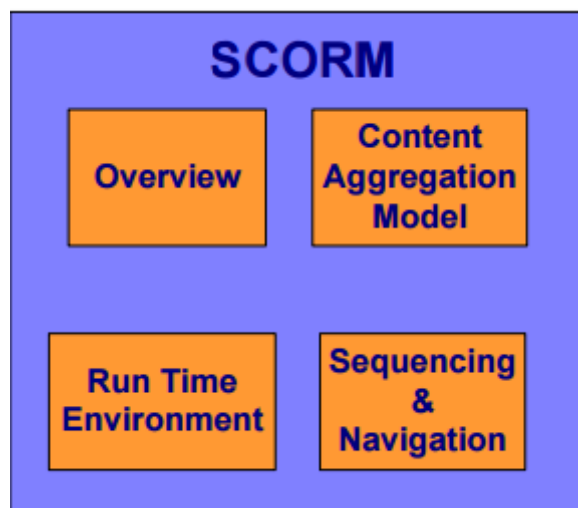 SCORM
Overview
Content
Aggregation
Model
Run Time
Environment
Sequencing
&
Navigation